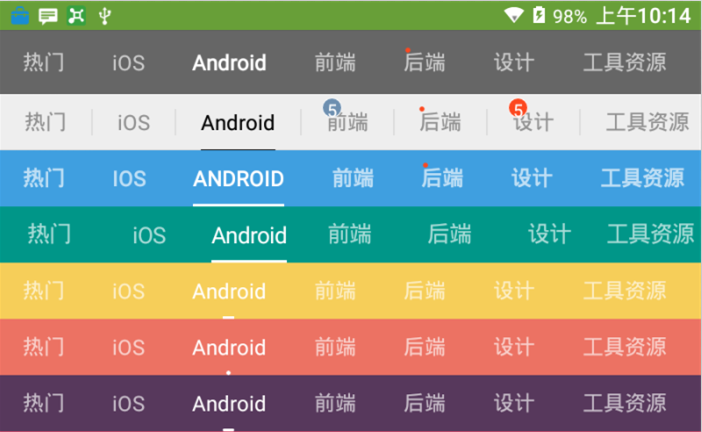 98% 上午10:14
热门 iOS Android 前端 后端 设计 工具资源
热门 iOS Android 5 前端 后端 5 设计 工具资源
热门 IOS ANDROID 前端 后端 设计 工具资源
热门 iOS Android 前端 后端 设计 工具资源
热门 iOS Android 前端 后端 设计 工具资源
热门 iOS Android 前端 后端 设计 工具资源
热门 iOS Android 前端 后端 设计 工具资源